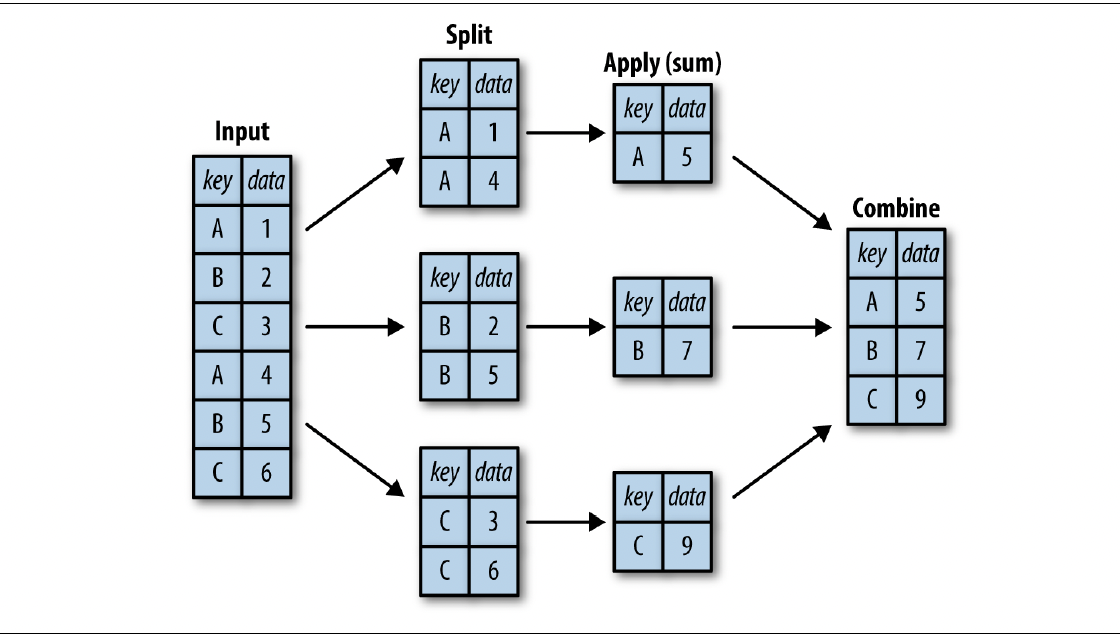 Input
key data
A 1
B 2
C 3
A 4
B 5
C 6
Split
key data
A 1
A 4
key data
B 2
B 5
key data
C 3
C 6
Apply (sum)
key data
A 5
key data
B 7
key data
C 9
Combine
key data
A 5
B 7
C 9